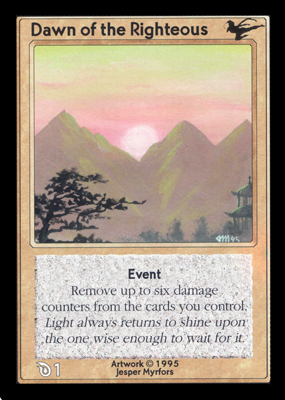 Dawn of the Righteous
Event
Remove up to six damage
counters from the cards you control.
Light always returns to shine upon
the one wise enough to wait for it.
1
Artwork © 1995
Jesper Myrfors